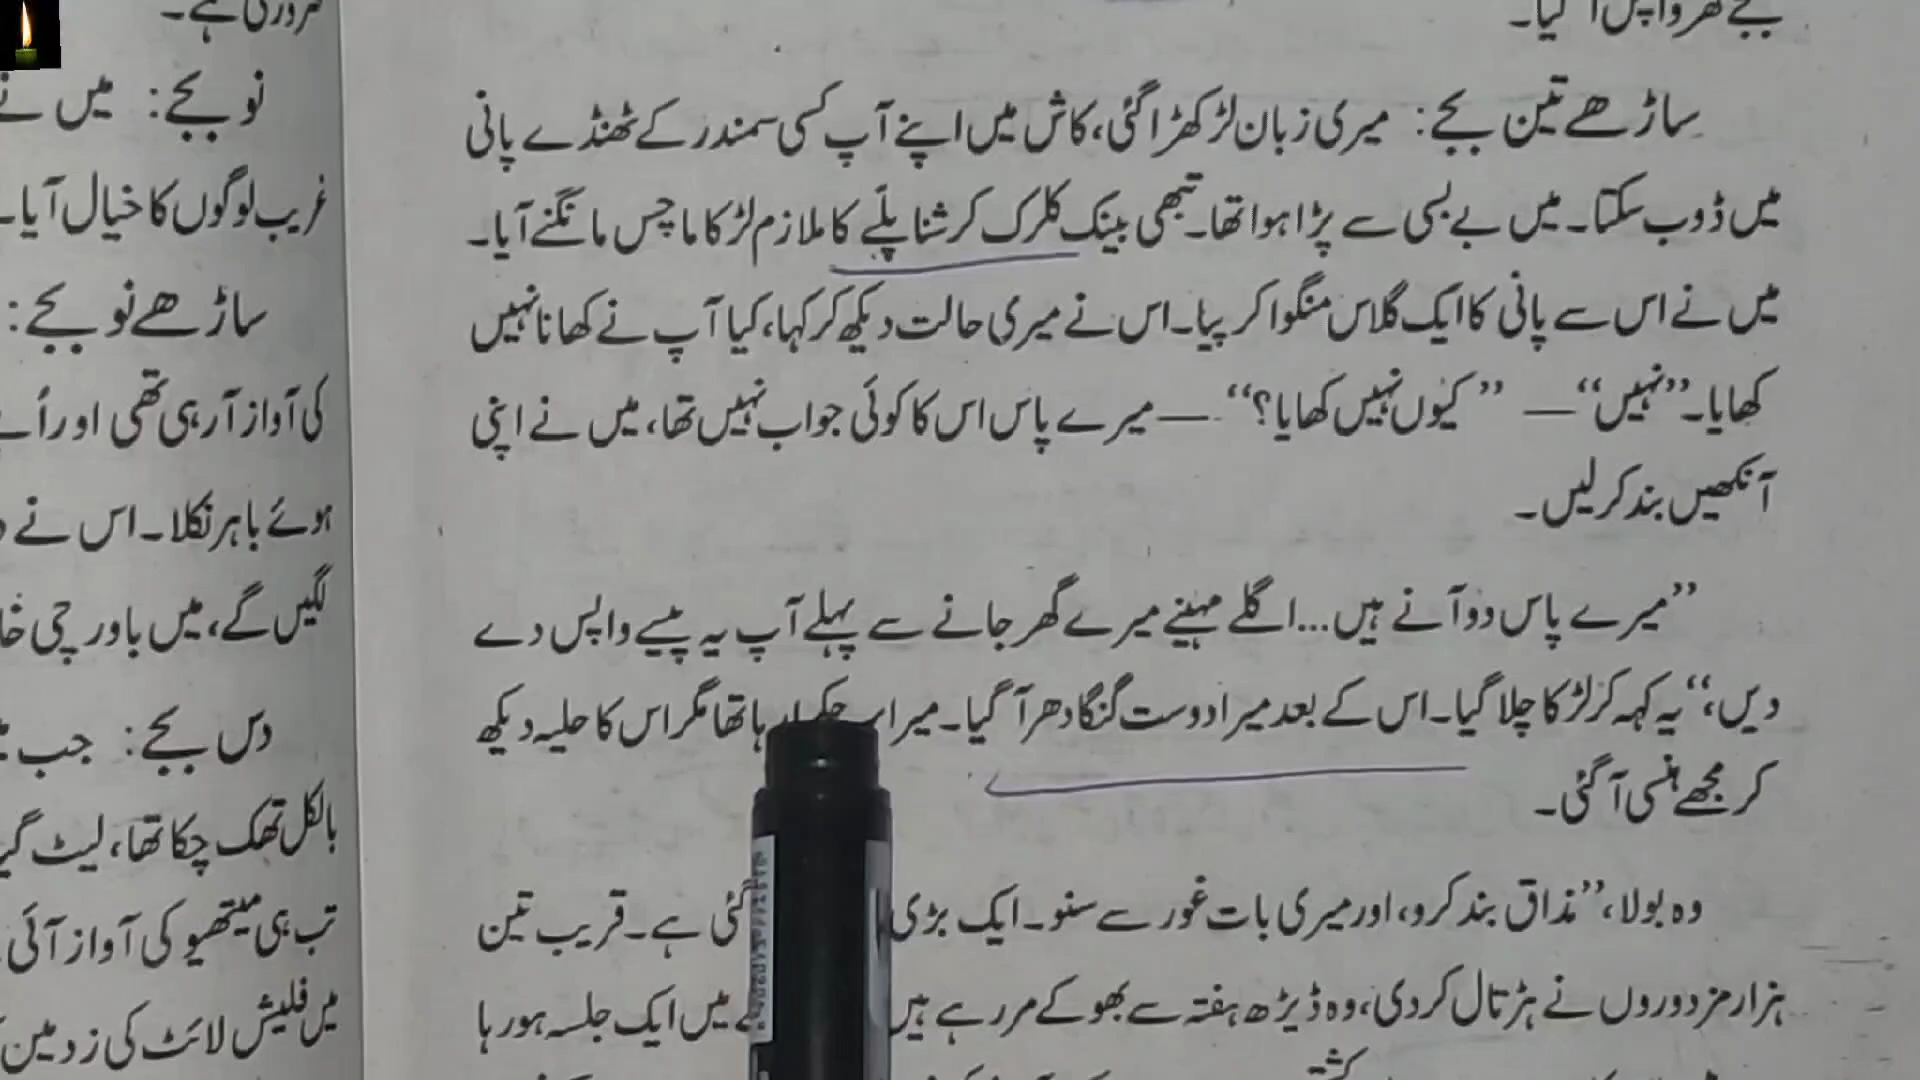 ساڑھے تین بجے: میری زبان لڑکھڑا گئی، کاش میں اپنے آپ کسی سمندر کے ٹھنڈے پانی
میں ڈوب سکتا۔ میں بے بسی سے پڑا ہوا تھا۔ تبھی بینک کلرک کرشنا پلّے کا ملازم لڑکا ماچس مانگنے آیا۔
میں نے اس سے پانی کا ایک گلاس منگوا کر پیا۔ اس نے میری حالت دیکھ کر کہا، کیا آپ نے کھانا نہیں
کھایا۔ ”نہیں“ — ”کیوں نہیں کھایا؟“ — میرے پاس اس کا کوئی جواب نہیں تھا، میں نے اپنی
آنکھیں بند کر لیں۔
”میرے پاس دو آنے ہیں... اگلے مہینے میرے گھر جانے سے پہلے آپ یہ پیسے واپس دے
دیں،“ یہ کہہ کر لڑکا چلا گیا۔ اس کے بعد میرا دوست گنگا دھر آ گیا۔ میرا تھا مگر اس کا حلیہ دیکھ
کر مجھے ہنسی آ گئی۔
وہ بولا، ”مذاق بند کرو، اور میری بات غور سے سنو۔ ایک بڑی گئی ہے۔ قریب تین
ہزار مزدوروں نے ہڑتال کر دی، وہ ڈیڑھ ہفتہ سے بھوکے مر رہے ہیں میں ایک جلسہ ہو رہا
ضروری ہے۔
نو بجے: میں نے
غریب لوگوں کا خیال آیا۔
ساڑھے نو بجے:
کی آواز آ رہی تھی اور
ہوئے باہر نکلا۔ اس نے
لگیں گے، میں باورچی
دس بجے: جب
بالکل تھک چکا تھا، لیٹ
تب ہی میتھیو کی آواز آئی
میں فلیش لائٹ کی زد میں